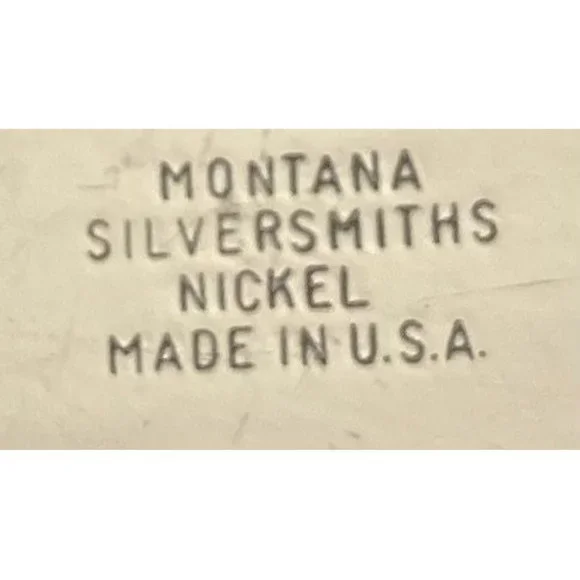 MONTANA
SILVERSMITHS
NICKEL
MADE IN U.S.A.